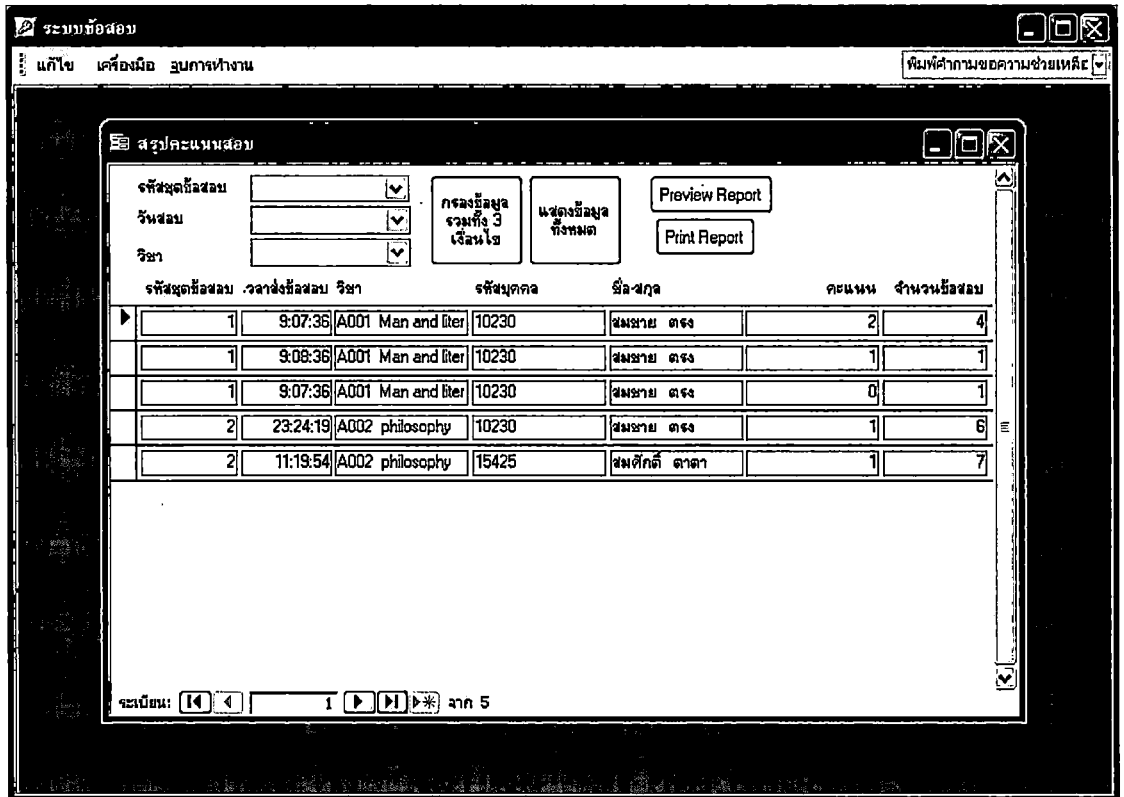 ระบบข้อสอบ
แก้ไข เครื่องมือ จบการทำงาน พิมพ์คำถามขอความช่วยเหลือ
สรุปคะแนนสอบ
รหัสชุดข้อสอบ
วันสอบ
วิชา
กรองข้อมูล
รวมทั้ง 3
เงื่อนไข
แสดงข้อมูล
ทั้งหมด
Preview Report
Print Report
รหัสชุดข้อสอบ วลาส่งข้อสอบ วิชา รหัสบุคคล ชื่อ-สกุล คะแนน จำนวนข้อสอบ
1 9:07:36 A001 Man and liter 10230 สมชาย ตรง 2 4
1 9:08:36 A001 Man and liter 10230 สมชาย ตรง 1 1
1 9:07:36 A001 Man and liter 10230 สมชาย ตรง 0 1
2 23:24:19 A002 philosophy 10230 สมชาย ตรง 1 6
2 11:19:54 A002 philosophy 15425 สมศักดิ์ ตาตา 1 7
ระเบียน: 1 จาก 5